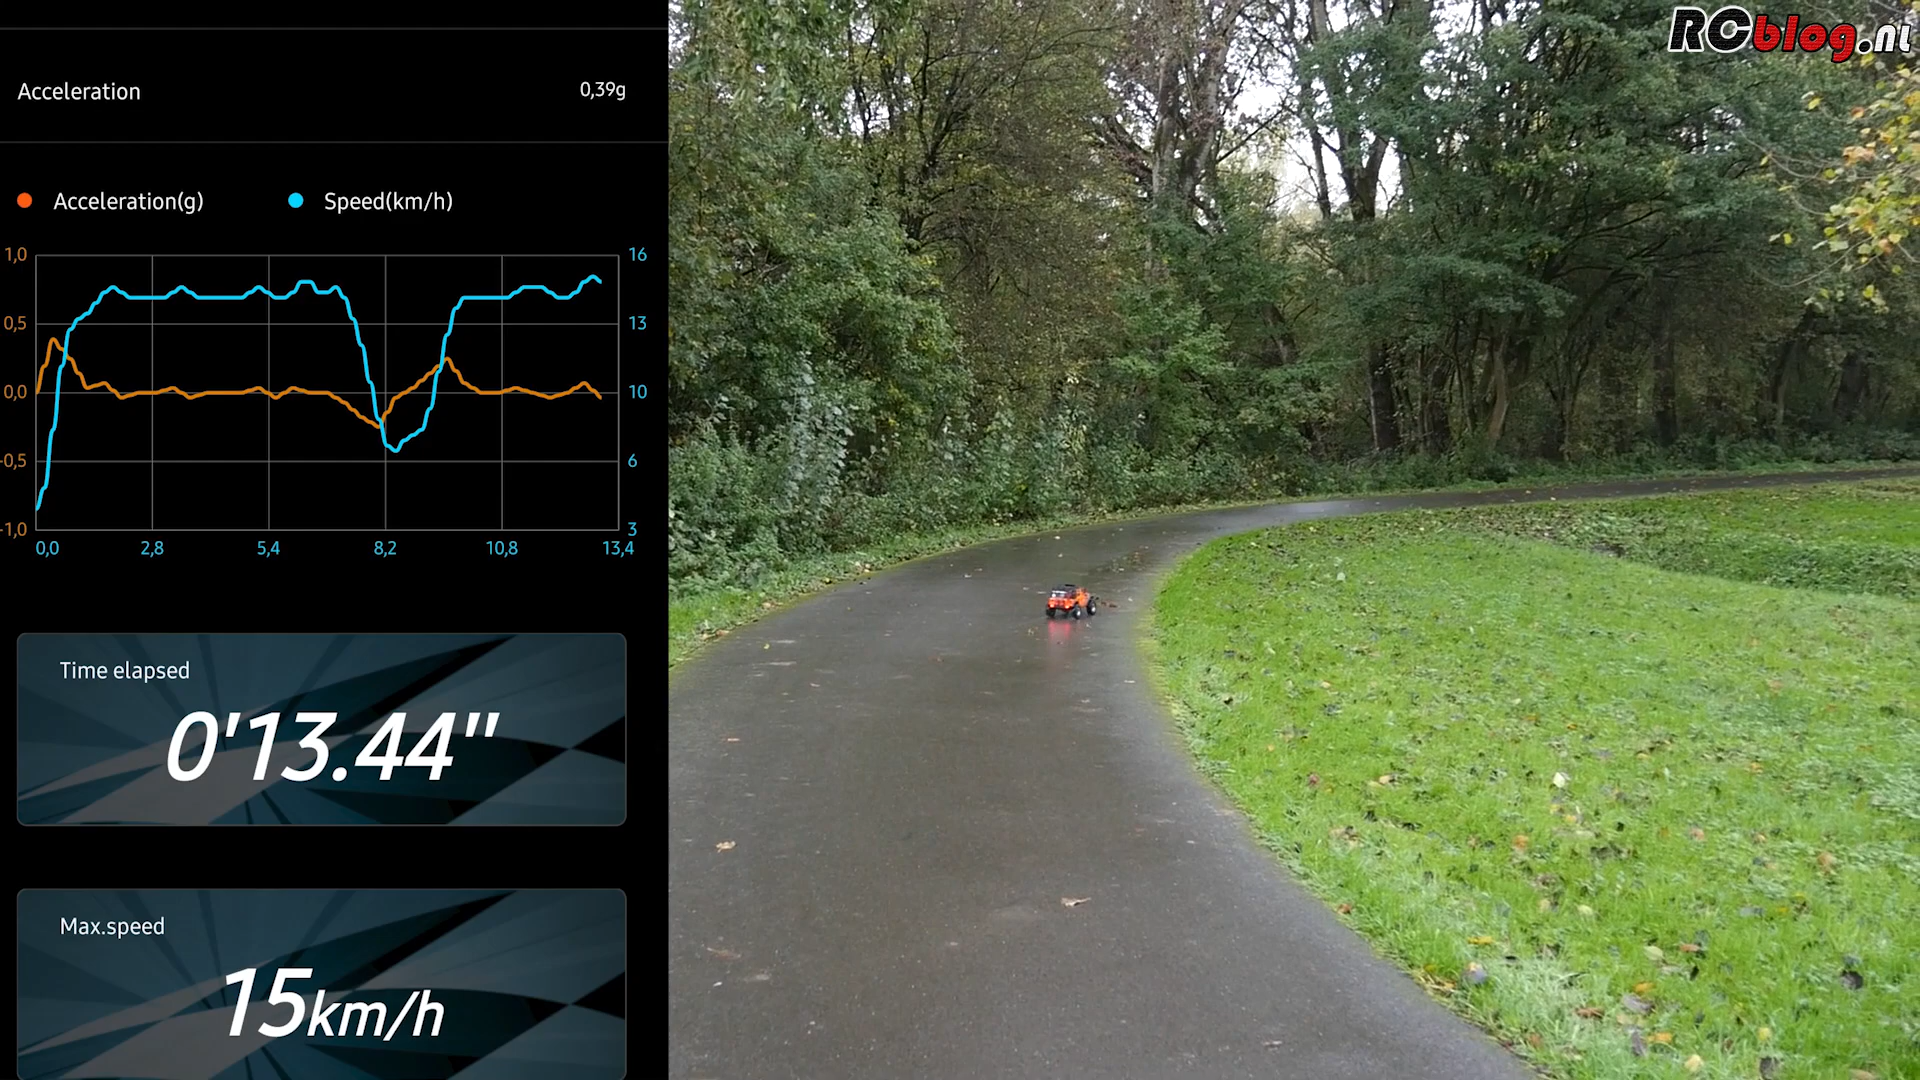 RCblog.nl
Acceleration 0,39g
Acceleration(g) Speed(km/h)
1,0 16
0,5 13
0,0 10
-0,5 6
-1,0 3
0,0 2,8 5,4 8,2 10,8 13,4
Time elapsed
0'13.44"
Max.speed
15km/h